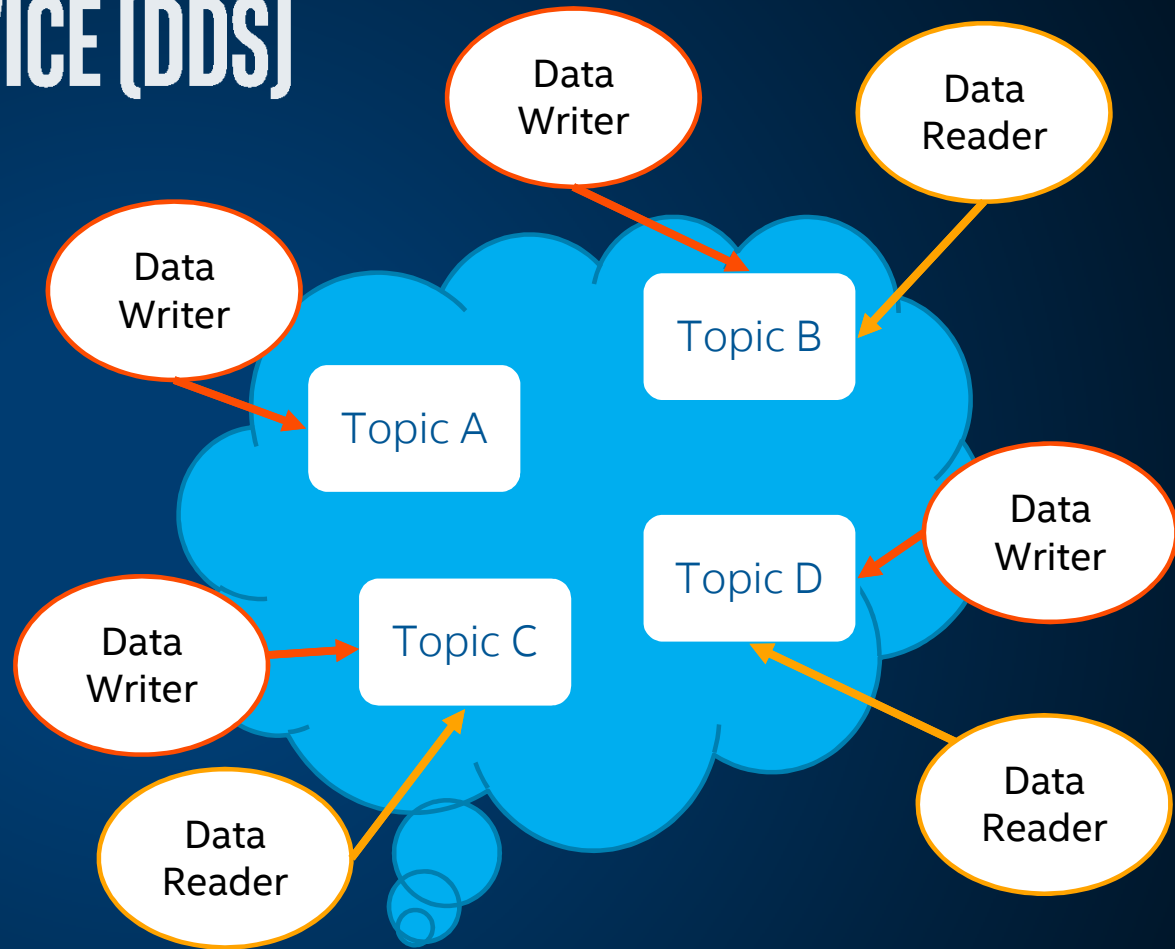 (DDS)
Data
Writer
Data
Reader
Data
Writer
Topic B
Topic A
Data
Writer
Topic D
Topic C
Data
Writer
Data
Reader
Data
Reader